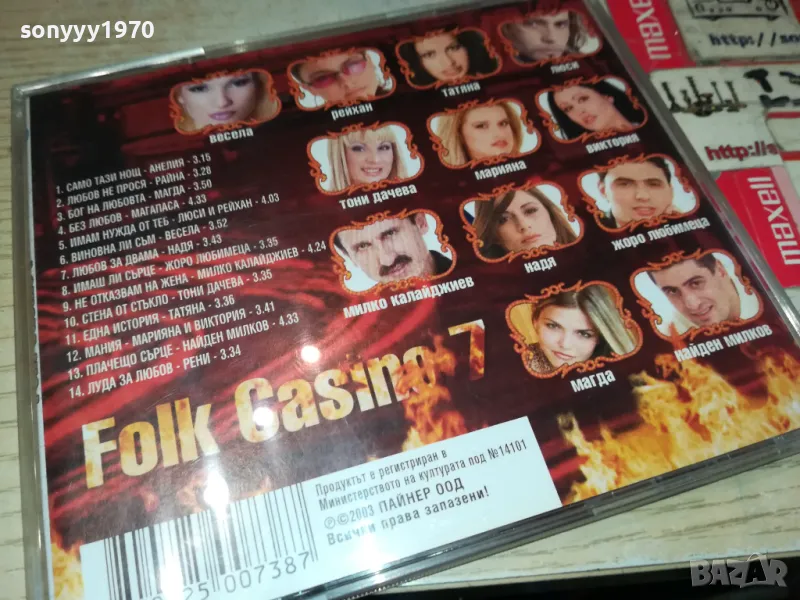 sonyyy1970
весела
рейхан
татяна
люси
тони дачева
марияна
виктория
милко калайджиев
надя
жоро любимеца
магда
найден милков
1. САМО ТАЗИ НОЩ - АНЕЛИЯ - 3.15
2. ЛЮБОВ НЕ ПРОСЯ - РАЙНА - 3.28
3. БОГ НА ЛЮБОВТА - МАГДА - 3.50
4. БЕЗ ЛЮБОВ - МАГАПАСА - 4.33
5. ИМАМ НУЖДА ОТ ТЕБ - ЛЮСИ И РЕЙХАН - 4.03
6. ВИНОВНА ЛИ СЪМ - ВЕСЕЛА - 3.52
7. ЛЮБОВ ЗА ДВАМА - НАДЯ - 3.43
8. ИМАШ ЛИ СЪРЦЕ - ЖОРО ЛЮБИМЕЦА - 3.35
9. НЕ ОТКАЗВАМ НА ЖЕНА - МИЛКО КАЛАЙДЖИЕВ - 4.24
10. СТЕНА ОТ СТЪКЛО - ТОНИ ДАЧЕВА - 3.35
11. ЕДНА ИСТОРИЯ - ТАТЯНА - 3.36
12. МАНИЯ - МАРИЯНА И ВИКТОРИЯ - 3.41
13. ПЛАЧЕЩО СЪРЦЕ - НАЙДЕН МИЛКОВ - 4.33
14. ЛУДА ЗА ЛЮБОВ - РЕНИ - 3.34
Folk Casino 7
Продуктът е регистриран в
Министерството на културата под №14101
℗©2003 ПАЙНЕР ООД
Всички права запазени!
25 007387
maxell
http://so
http://s
maxell
BAZAR